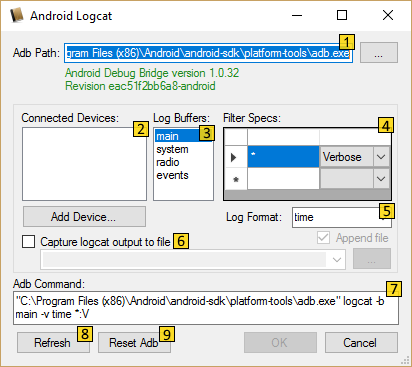 Android Logcat
1
Adb Path: gram Files (x86)\Android\android-sdk\platform-tools\adb.exe ...
Android Debug Bridge version 1.0.32
Revision eac51f2bb6a8-android
Connected Devices: Log Buffers: Filter Specs:
2 3 4
main
system
radio
events
* Verbose
*
Add Device... Log Format: time 5
Capture logcat output to file 6 Append file
...
Adb Command:
7
"C:\Program Files (x86)\Android\android-sdk\platform-tools\adb.exe" logcat -b
main -v time *:V
8 9
Refresh Reset Adb OK Cancel